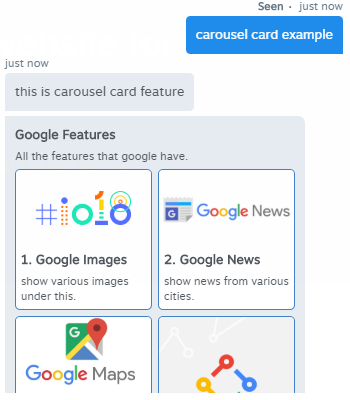 Seen · just now
carousel card example
just now
this is carousel card feature
Google Features
All the features that google have.
#io18
Google News
1. Google Images
2. Google News
show various images
under this.
show news from various
cities.
Google Maps